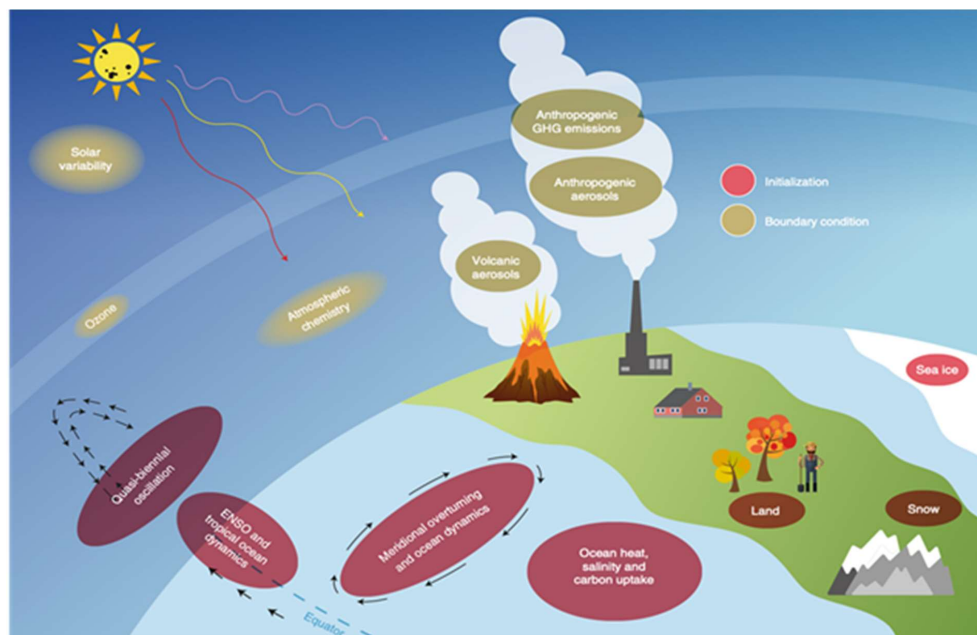 Anthropogenic
GHG emissions
Solar
variability
Anthropogenic
aerosols
Initialization
Boundary condition
Volcanic
aerosols
Ozone
Atmospheric
chemistry
Sea ice
Quasi-biennial
oscillation
ENSO and
tropical ocean
dynamics
Meridional overturning
and ocean dynamics
Land
Snow
Ocean heat,
salinity and
carbon uptake
Equator